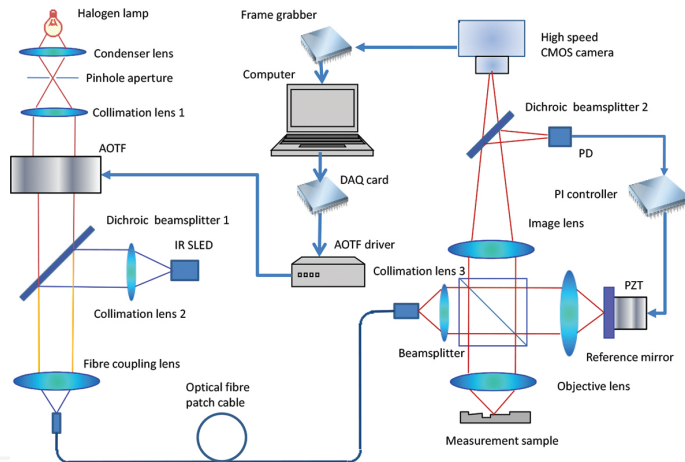 Halogen lamp
Condenser lens
Pinhole aperture
Collimation lens 1
AOTF
Dichroic beamsplitter 1
IR SLED
Collimation lens 2
Fibre coupling lens
Optical fibre
patch cable
Frame grabber
Computer
DAQ card
AOTF driver
High speed
CMOS camera
Dichroic beamsplitter 2
PD
PI controller
Image lens
Collimation lens 3
PZT
Beamsplitter
Reference mirror
Objective lens
Measurement sample